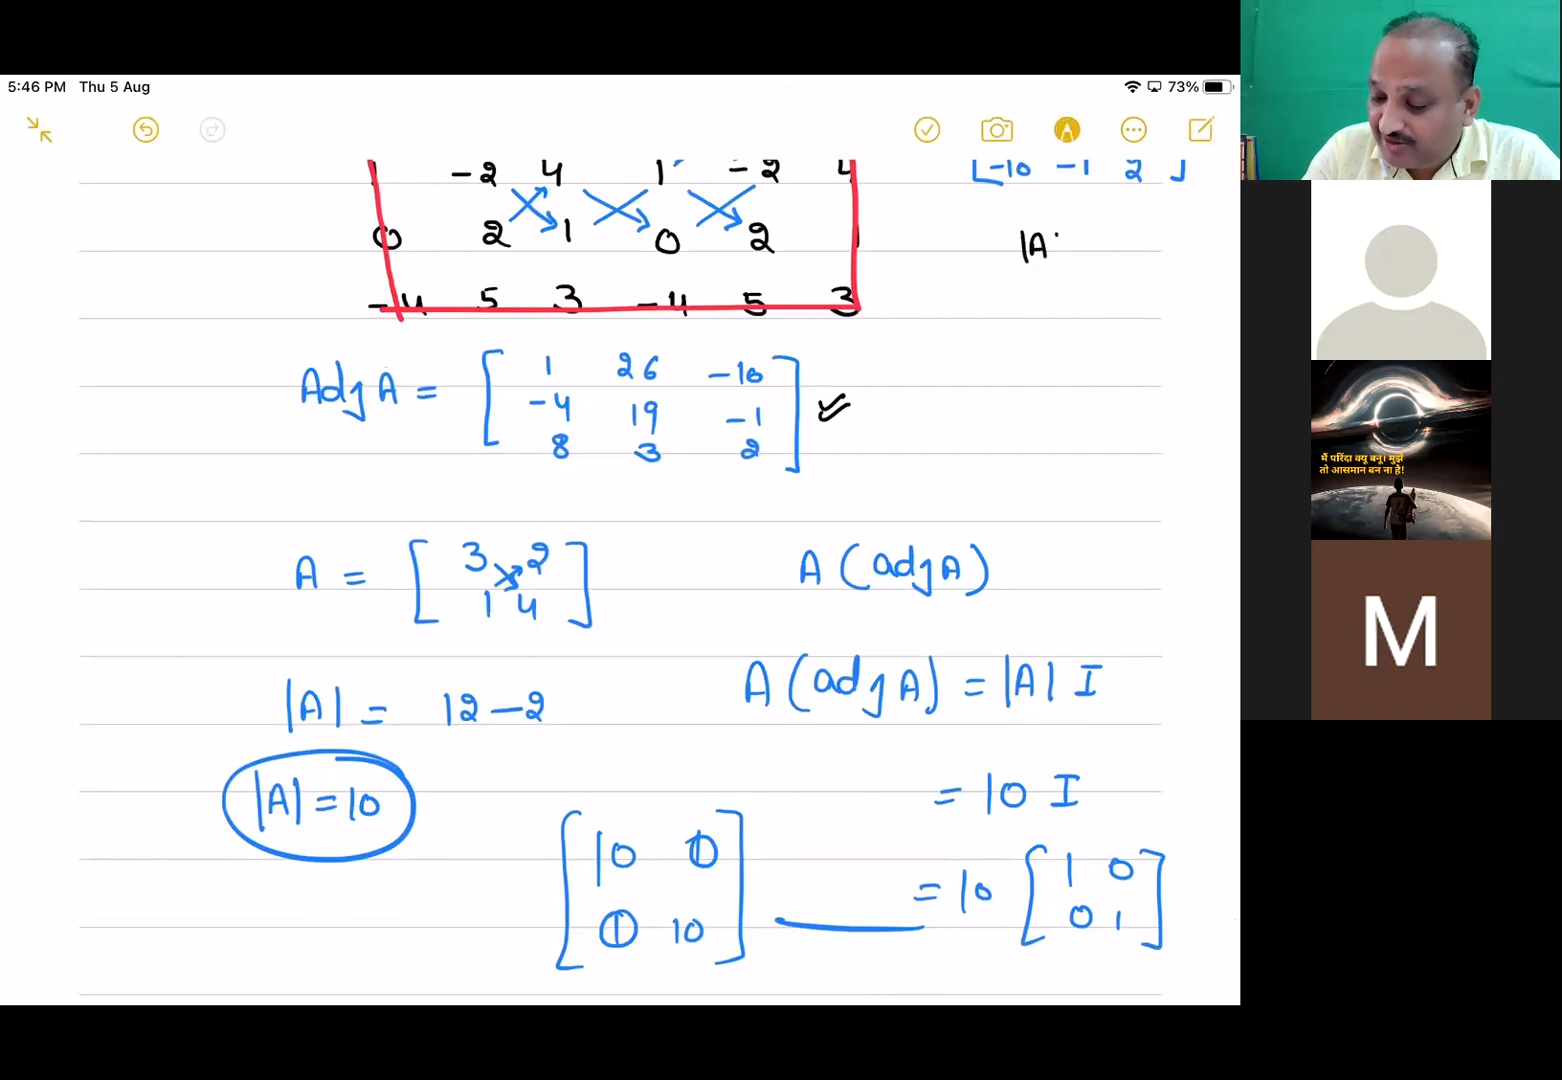 5:46 PM Thu 5 Aug
73%
-2 4 1 -2 4
[-10 -1 2]
0 2 1 0 2
|A
-4 5 3 -4 5 3
Adj A = [ 1 26 -10
-4 19 -1
8 3 2 ]
A = [ 3 2
1 4 ]
A (adj A)
|A| = 12 - 2
A (adj A) = |A| I
|A| = 10
= 10 I
= 10 [ 1 0
0 1 ]
[ 10
10 ]
मैं परिंदा क्यू बनू। मुझे
तो आसमान बन ना है!
M